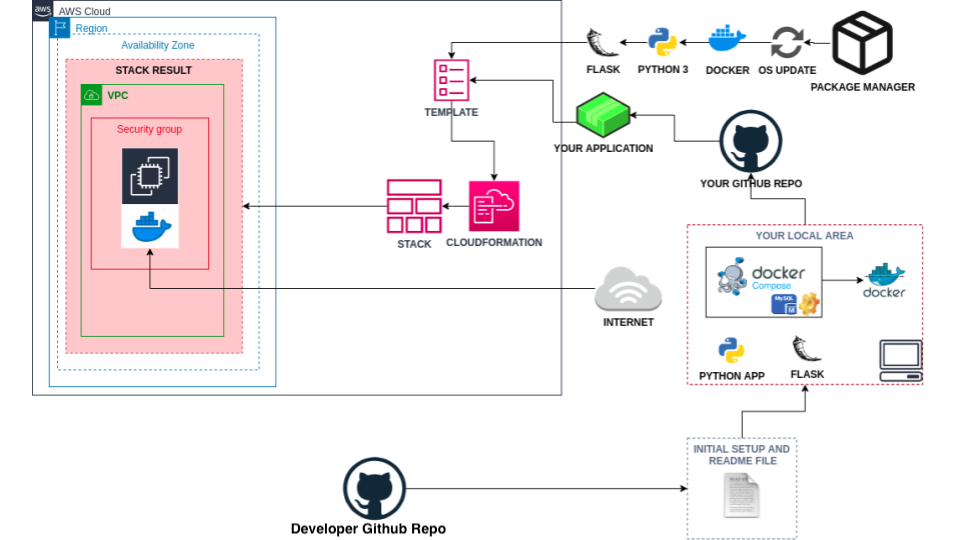 aws
AWS Cloud
Region
Availability Zone
STACK RESULT
VPC
Security group
TEMPLATE
FLASK
PYTHON 3
DOCKER
OS UPDATE
PACKAGE MANAGER
YOUR APPLICATION
YOUR GITHUB REPO
STACK
CLOUDFORMATION
INTERNET
YOUR LOCAL AREA
docker
Compose
MySQL
M
docker
PYTHON APP
FLASK
INITIAL SETUP AND
README FILE
README
Developer Github Repo